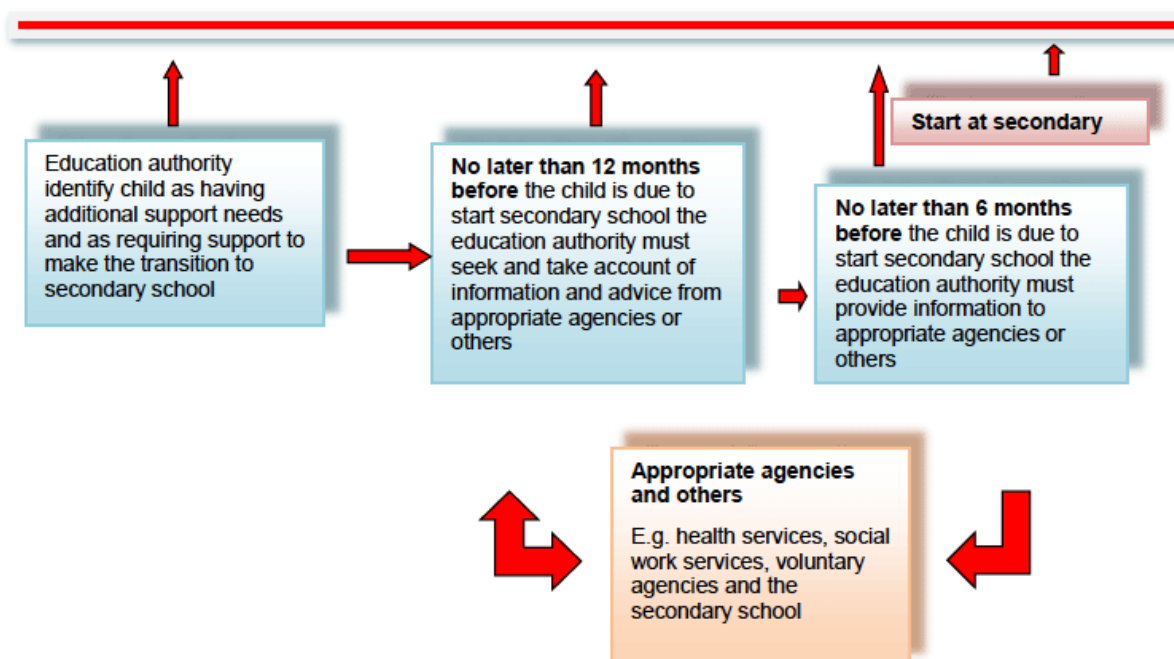 Education authority
identify child as having
additional support needs
and as requiring support to
make the transition to
secondary school
No later than 12 months
before the child is due to
start secondary school the
education authority must
seek and take account of
information and advice from
appropriate agencies or
others
Start at secondary
No later than 6 months
before the child is due to
start secondary school the
education authority must
provide information to
appropriate agencies or
others
Appropriate agencies
and others
E.g. health services, social
work services, voluntary
agencies and the
secondary school